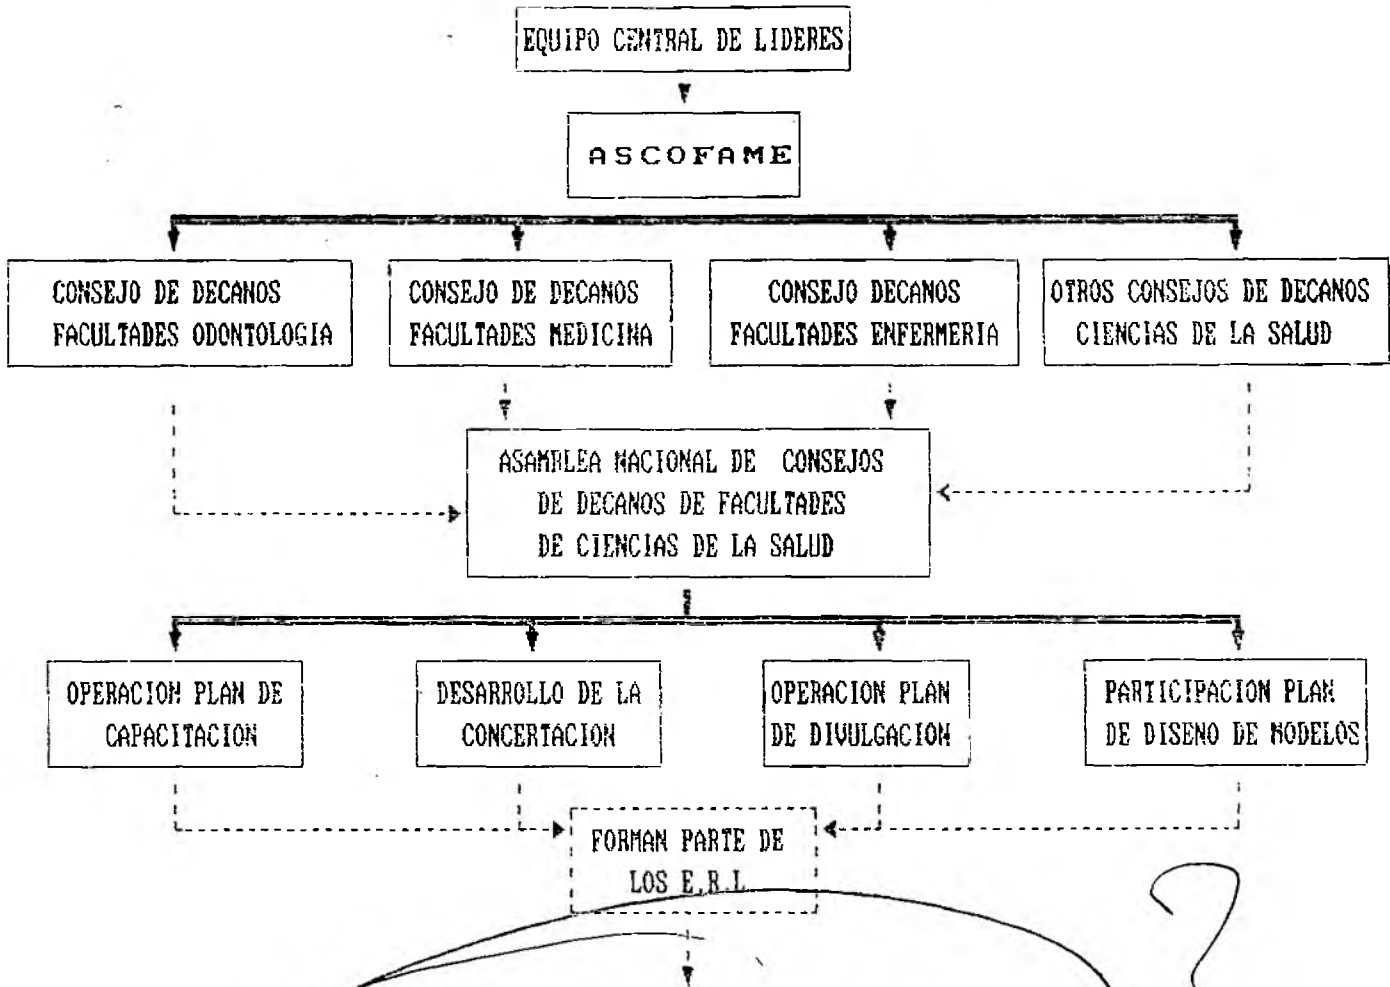 EQUIPO CENTRAL DE LIDERES
ASCOFAME
CONSEJO DE DECANOS
FACULTADES ODONTOLOGIA
CONSEJO DE DECANOS
FACULTADES MEDICINA
CONSEJO DECANOS
FACULTADES ENFERMERIA
OTROS CONSEJOS DE DECANOS
CIENCIAS DE LA SALUD
ASAMBLEA NACIONAL DE CONSEJOS
DE DECANOS DE FACULTADES
DE CIENCIAS DE LA SALUD
OPERACION PLAN DE
CAPACITACION
DESARROLLO DE LA
CONCERTACION
OPERACION PLAN
DE DIVULGACION
PARTICIPACION PLAN
DE DISENO DE MODELOS
FORMAN PARTE DE
LOS E.R.L
?